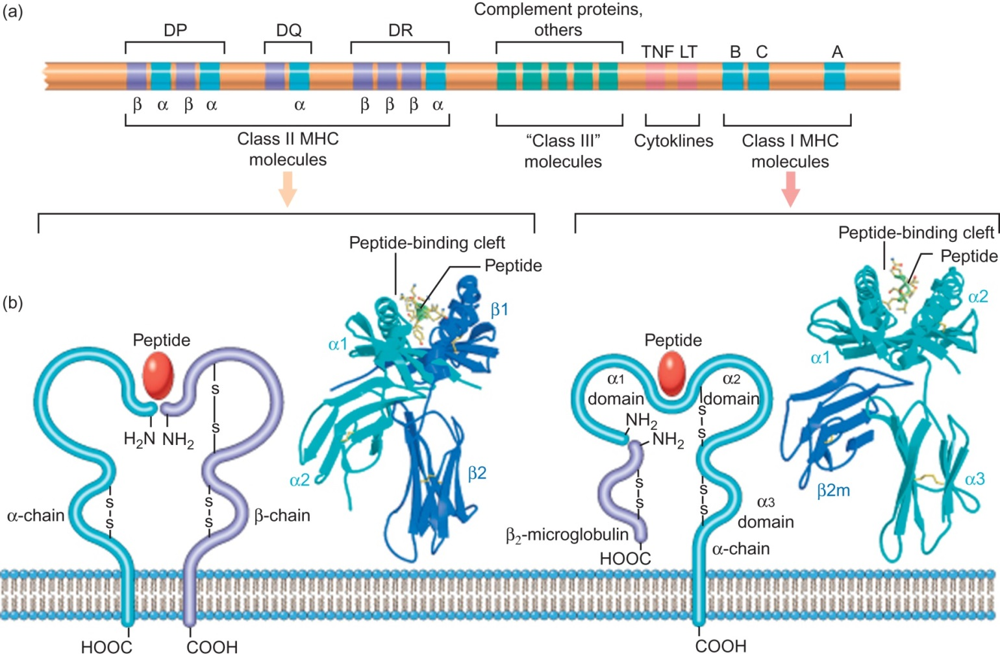 (a)
Complement proteins,
others
DP
DQ
DR
TNF LT
B
C
A
β α β α
α
β β β α
Class II MHC
molecules
“Class III”
molecules
Cytoklines
Class I MHC
molecules
(b)
Peptide-binding cleft
Peptide
β1
α1
α2
β2
Peptide
H₂N
NH₂
S
S
S
S
S
S
α-chain
β-chain
HOOC
COOH
Peptide-binding cleft
Peptide
α2
α1
β2m
α3
Peptide
α1
domain
α2
domain
NH₂
NH₂
S
S
S
S
S
S
α3
domain
β₂-microglobulin
HOOC
α-chain
COOH